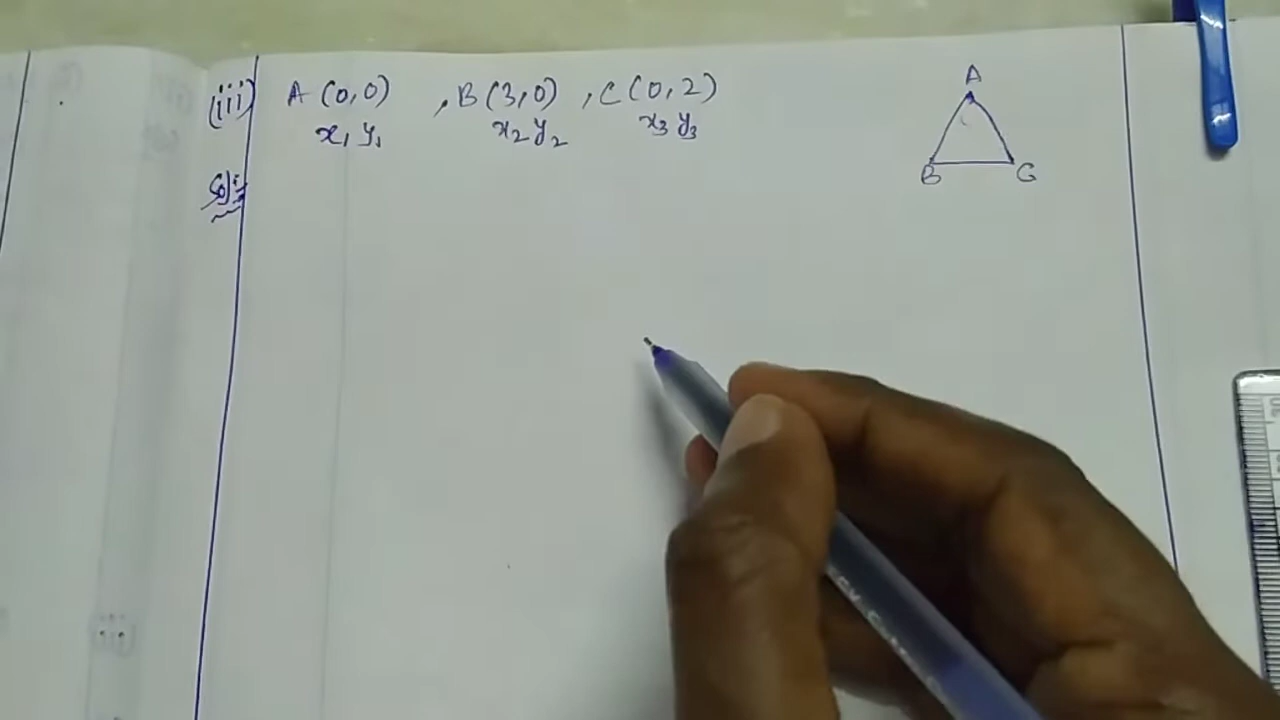 (iii) A (0,0) , B (3,0) , C (0,2)
x₁ y₁ x₂ y₂ x₃ y₃
Sol:
A
B C